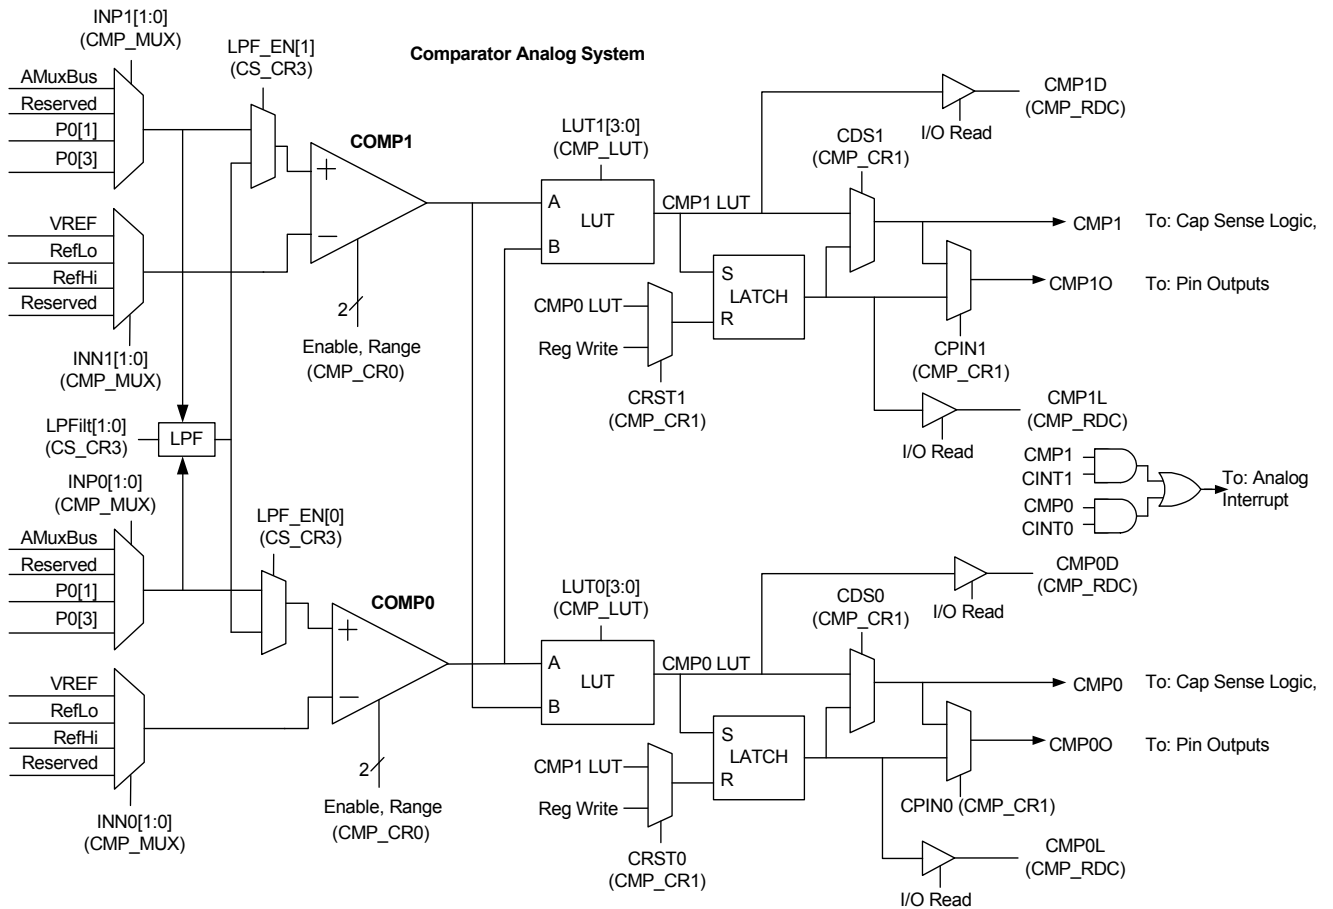 Comparator Analog System
INP1[1:0]
(CMP_MUX)
AMuxBus
Reserved
P0[1]
P0[3]
LPF_EN[1]
(CS_CR3)
VREF
RefLo
RefHi
Reserved
INN1[1:0]
(CMP_MUX)
COMP1
+
−
2
Enable, Range
(CMP_CR0)
LUT1[3:0]
(CMP_LUT)
A
B
LUT
CMP1 LUT
CMP0 LUT
Reg Write
CRST1
(CMP_CR1)
S
R
LATCH
CDS1
(CMP_CR1)
I/O Read
CMP1D
(CMP_RDC)
CMP1
To: Cap Sense Logic,
CMP1O
To: Pin Outputs
CPIN1
(CMP_CR1)
I/O Read
CMP1L
(CMP_RDC)
CMP1
CINT1
CMP0
CINT0
To: Analog
Interrupt
LPFilt[1:0]
(CS_CR3)
LPF
INP0[1:0]
(CMP_MUX)
AMuxBus
Reserved
P0[1]
P0[3]
LPF_EN[0]
(CS_CR3)
VREF
RefLo
RefHi
Reserved
INN0[1:0]
(CMP_MUX)
COMP0
+
−
2
Enable, Range
(CMP_CR0)
LUT0[3:0]
(CMP_LUT)
A
B
LUT
CMP0 LUT
CMP1 LUT
Reg Write
CRST0
(CMP_CR1)
S
R
LATCH
CDS0
(CMP_CR1)
I/O Read
CMP0D
(CMP_RDC)
CMP0
To: Cap Sense Logic,
CMP0O
To: Pin Outputs
CPIN0 (CMP_CR1)
I/O Read
CMP0L
(CMP_RDC)